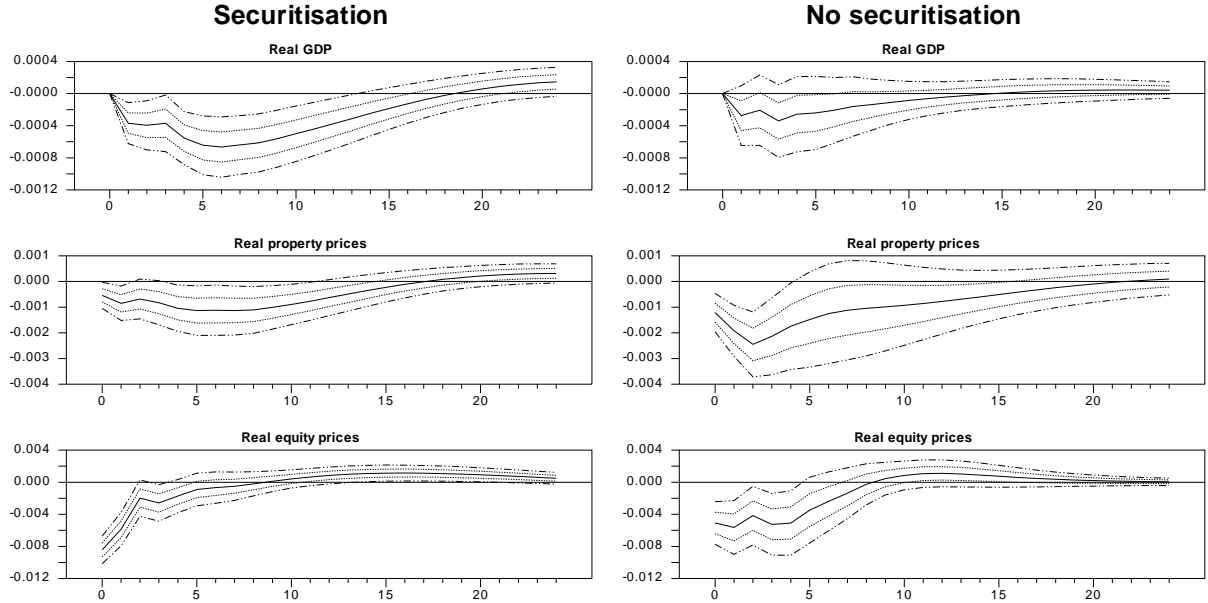 Securitisation
No securitisation
Real GDP
0.0004
-0.0000
-0.0004
-0.0008
-0.0012
0 5 10 15 20
Real GDP
0.0004
-0.0000
-0.0004
-0.0008
-0.0012
0 5 10 15 20
Real property prices
0.001
0.000
-0.001
-0.002
-0.003
-0.004
0 5 10 15 20
Real property prices
0.001
0.000
-0.001
-0.002
-0.003
-0.004
0 5 10 15 20
Real equity prices
0.004
0.000
-0.004
-0.008
-0.012
0 5 10 15 20
Real equity prices
0.004
0.000
-0.004
-0.008
-0.012
0 5 10 15 20